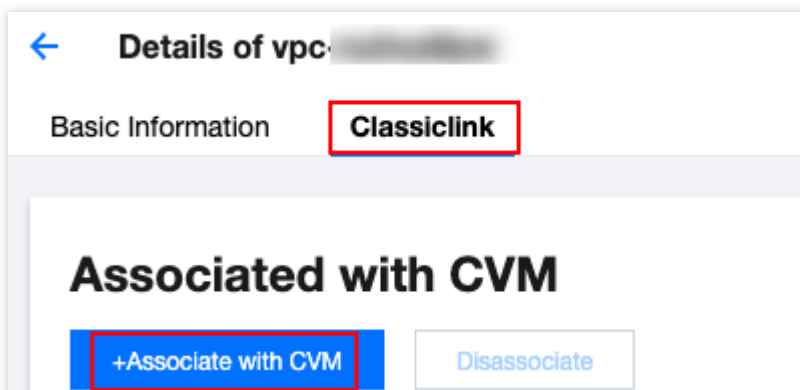 Details of vpc-
Basic Information Classiclink
Associated with CVM
+Associate with CVM Disassociate